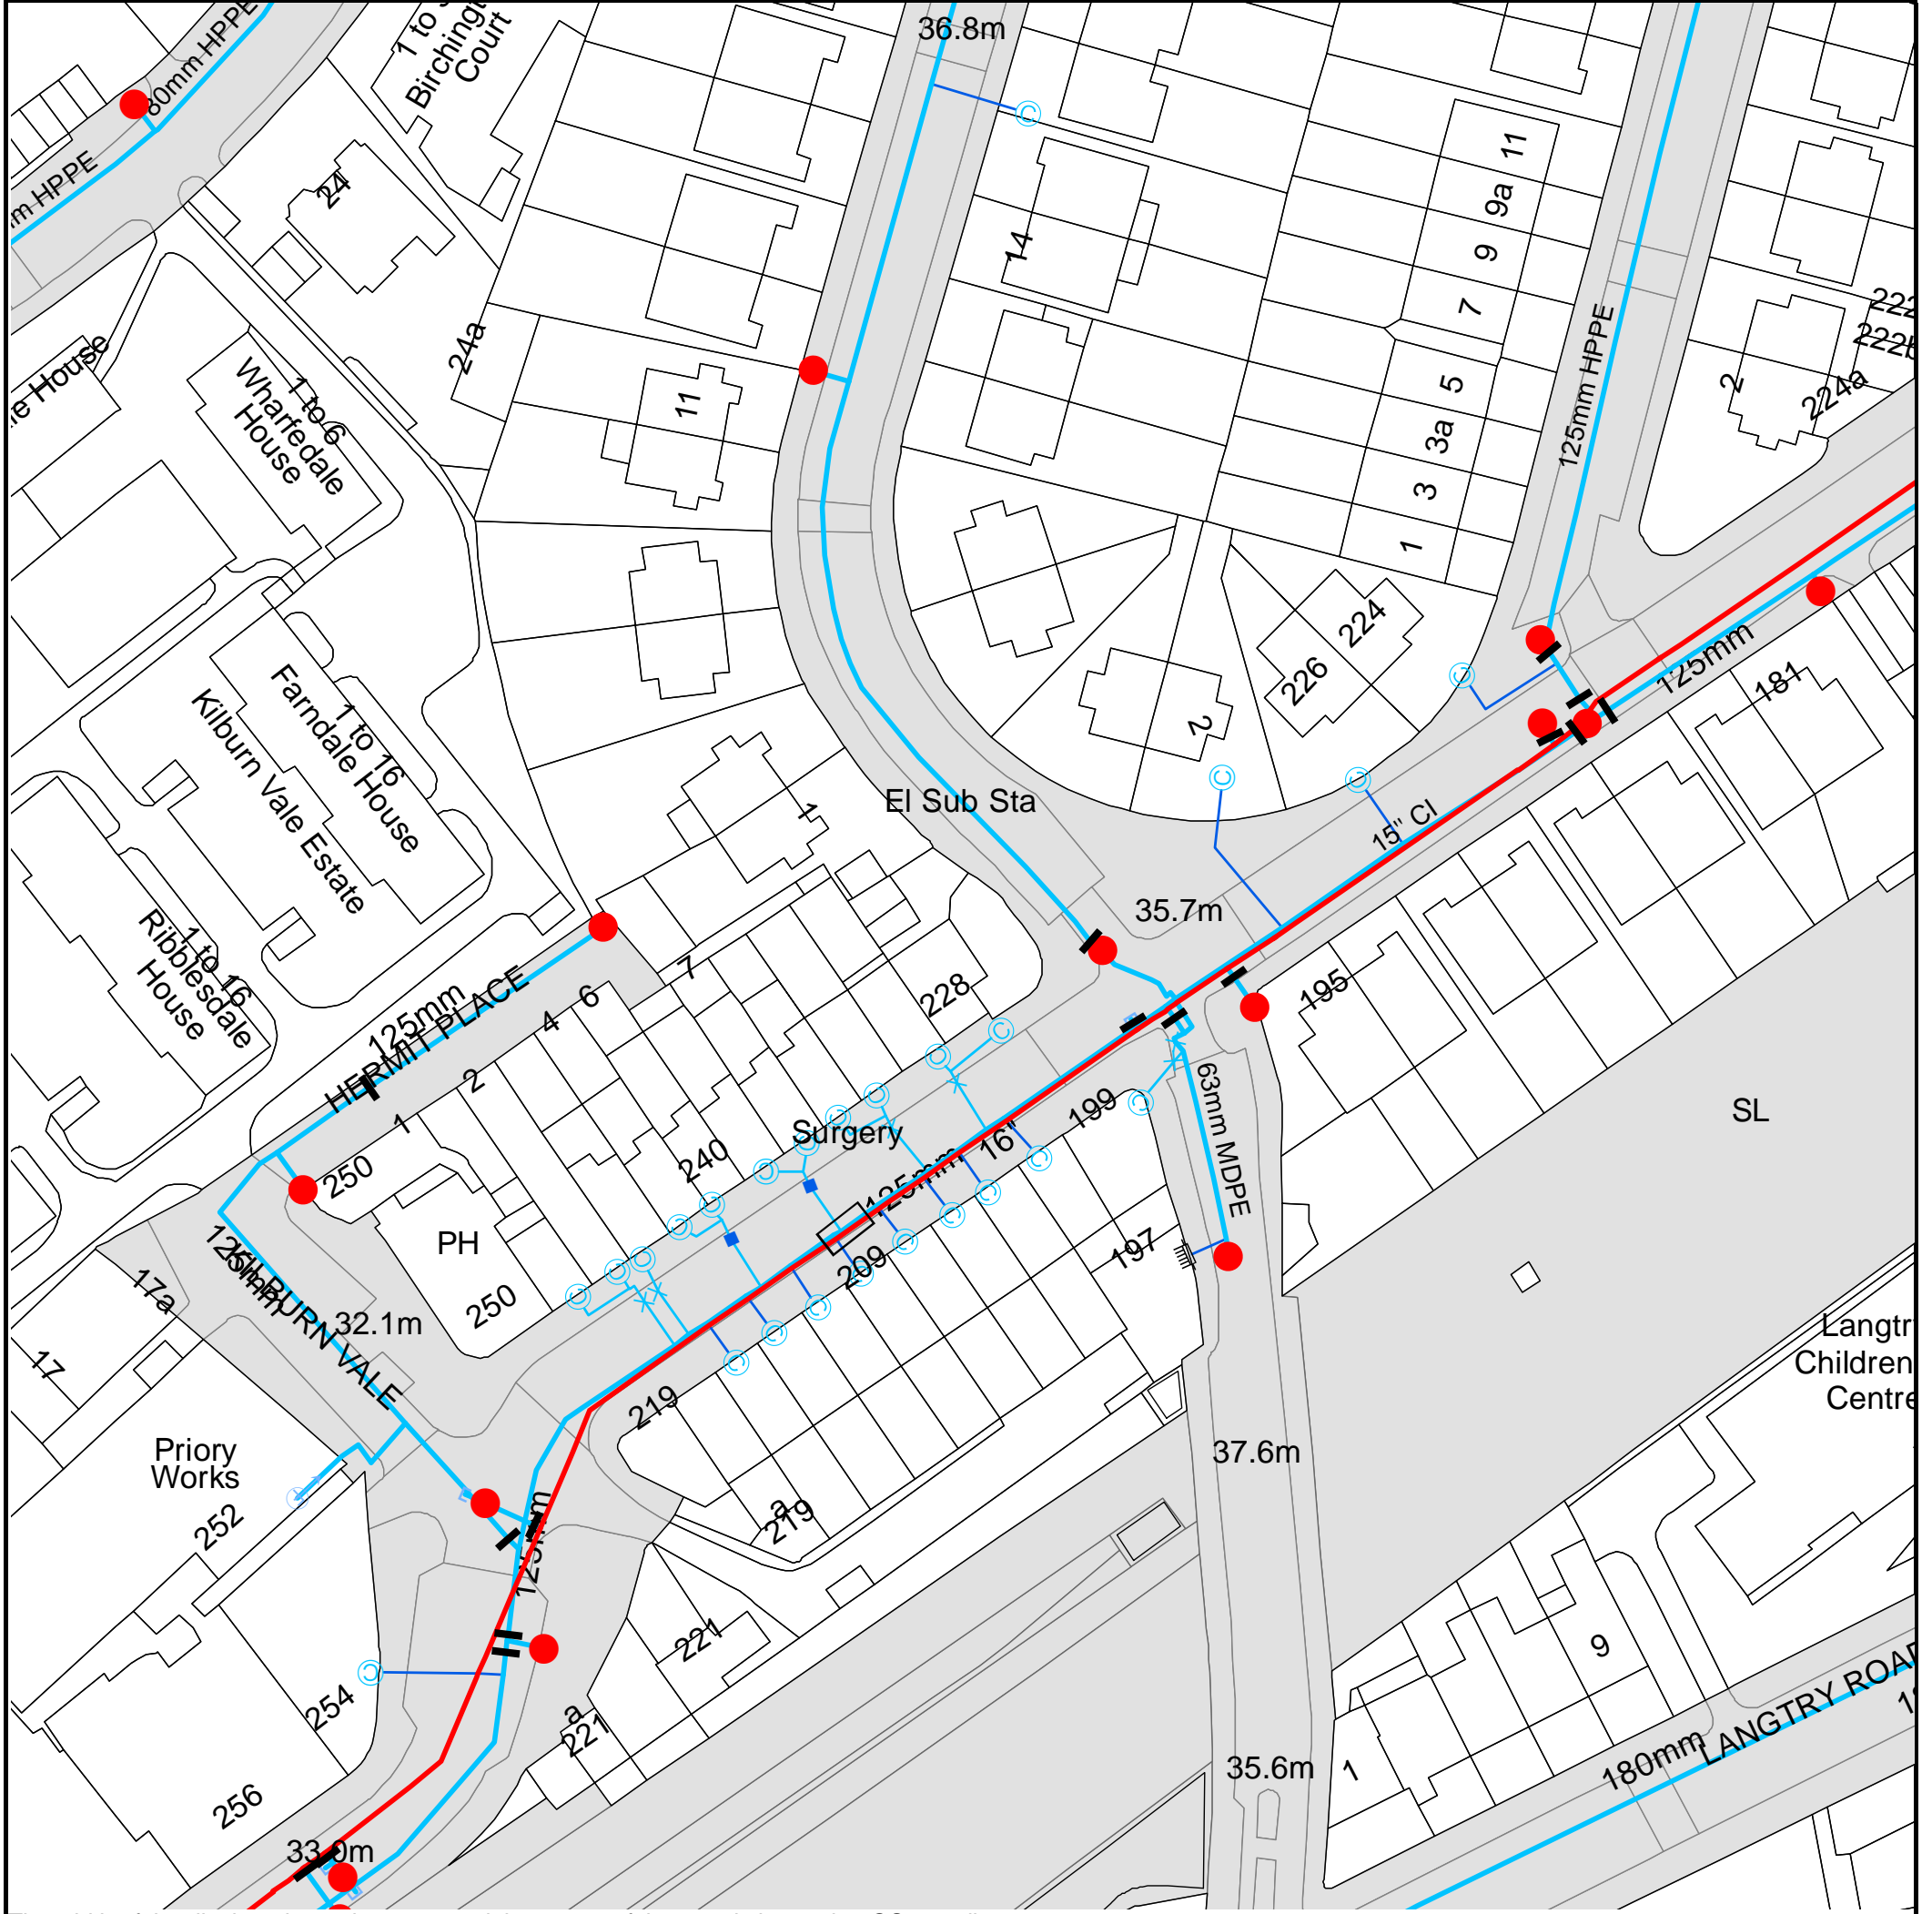 36.8m
80mm HPPE
1 to
Birchingt
Court
m HPPE
24
11
9a
9
7
14
5
3a
3
1
125mm HPPE
222
222b
224a
2
24a
11
House
1 to 6
Wharfedale
House
224
226
2
125mm
181
1 to 16
Farndale House
Kilburn Vale Estate
1
El Sub Sta
15" CI
35.7m
1 to 16
Ribblesdale
House
7
228
195
125mm
HERMIT PLACE
6
4
2
1
199
16"
Surgery
SL
240
63mm MDPE
125mm
250
PH
197
209
125mm
KILBURN VALE
17a
250
32.1m
17
219
Langtr
Children
Centre
Priory
Works
37.6m
252
a
219
125mm
221
9
254
a
221
LANGTRY ROAD
180mm
35.6m
1
256
33.0m